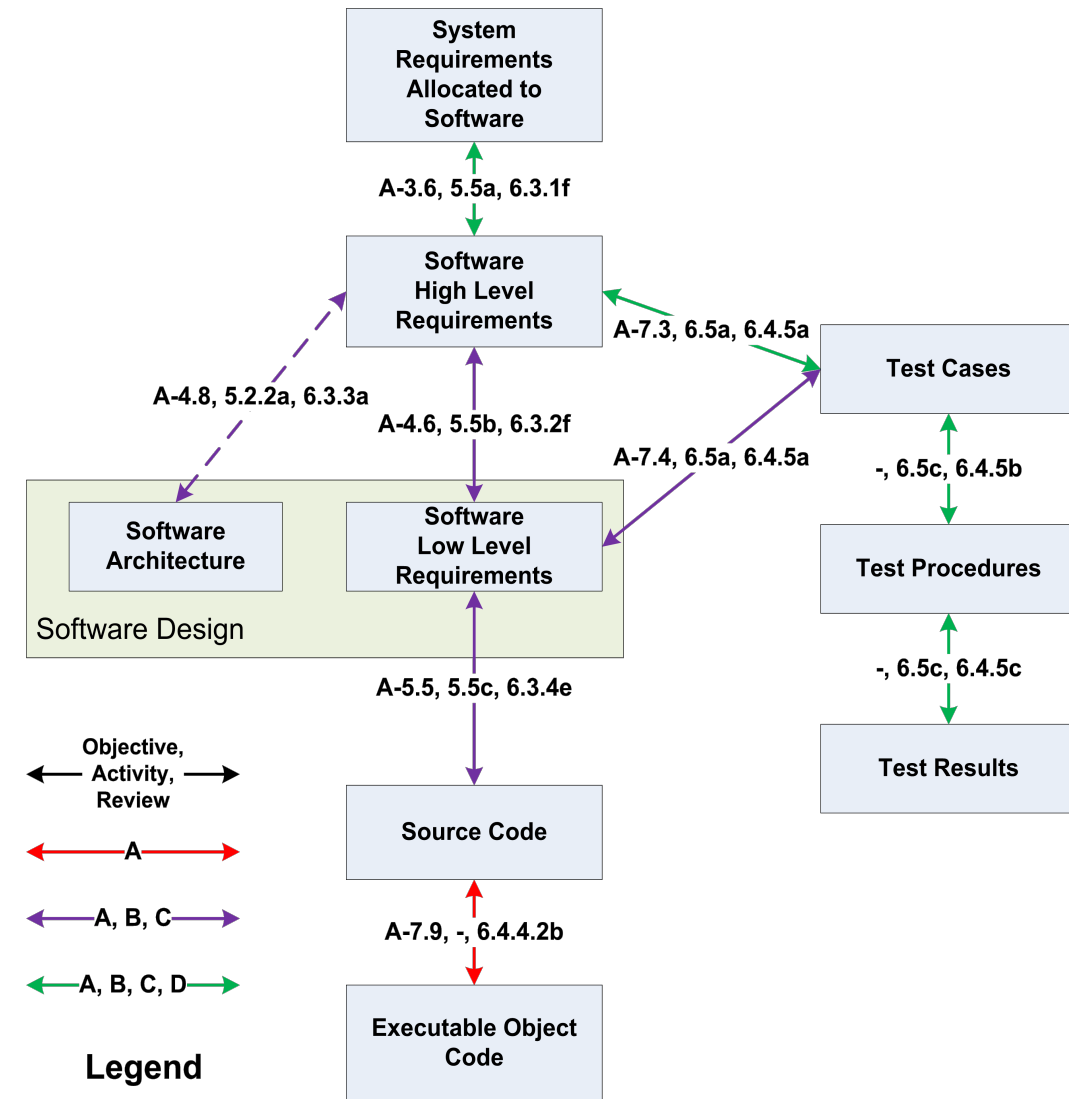 System
Requirements
Allocated to
Software
A-3.6, 5.5a, 6.3.1f
Software
High Level
Requirements
A-7.3, 6.5a, 6.4.5a
Test Cases
A-4.8, 5.2.2a, 6.3.3a
A-4.6, 5.5b, 6.3.2f
A-7.4, 6.5a, 6.4.5a
-, 6.5c, 6.4.5b
Software
Architecture
Software
Low Level
Requirements
Test Procedures
Software Design
-, 6.5c, 6.4.5c
A-5.5, 5.5c, 6.3.4e
Test Results
Objective,
Activity,
Review
Source Code
A
A, B, C
A-7.9, -, 6.4.4.2b
A, B, C, D
Executable Object
Code
Legend